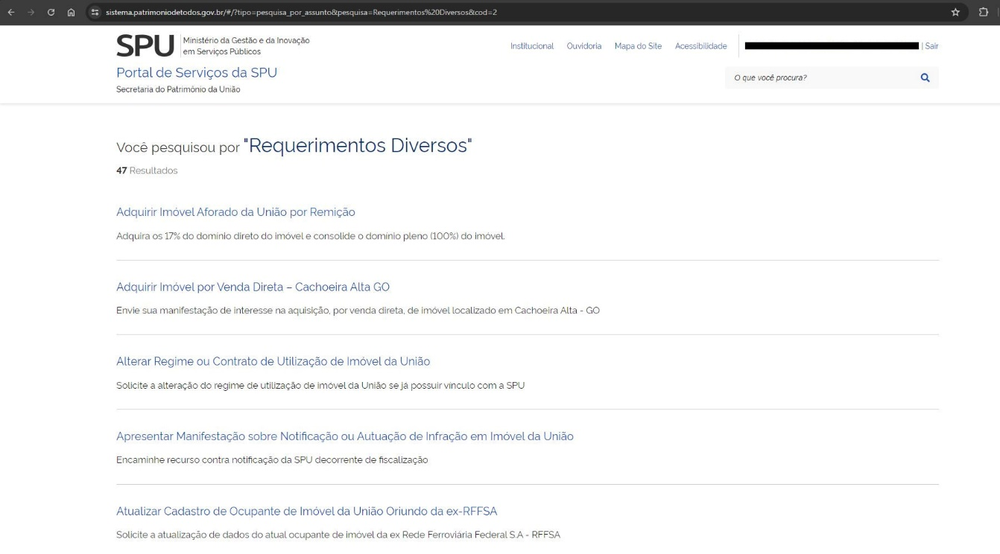 sistema.patrimoniodetodos.gov.br/#/?tipo=pesquisa_por_assunto&pesquisa=Requerimentos%20Diversos&cod=2
SPU
Ministério da Gestão e da Inovação
em Serviços Públicos
Institucional Ouvidoria Mapa do Site Acessibilidade | Sair
Portal de Serviços da SPU
O que você procura?
Secretaria do Patrimônio da União
Você pesquisou por "Requerimentos Diversos"
47 Resultados
Adquirir Imóvel Aforado da União por Remição
Adquira os 17% do domínio direto do imóvel e consolide o domínio pleno (100%) do imóvel.
Adquirir Imóvel por Venda Direta – Cachoeira Alta GO
Envie sua manifestação de interesse na aquisição, por venda direta, de imóvel localizado em Cachoeira Alta - GO
Alterar Regime ou Contrato de Utilização de Imóvel da União
Solicite a alteração do regime de utilização de imóvel da União se já possuir vínculo com a SPU
Apresentar Manifestação sobre Notificação ou Autuação de Infração em Imóvel da União
Encaminhe recurso contra notificação da SPU decorrente de fiscalização
Atualizar Cadastro de Ocupante de Imóvel da União Oriundo da ex-RFFSA
Solicite a atualização de dados do atual ocupante de imóvel da ex Rede Ferroviária Federal S.A - RFFSA